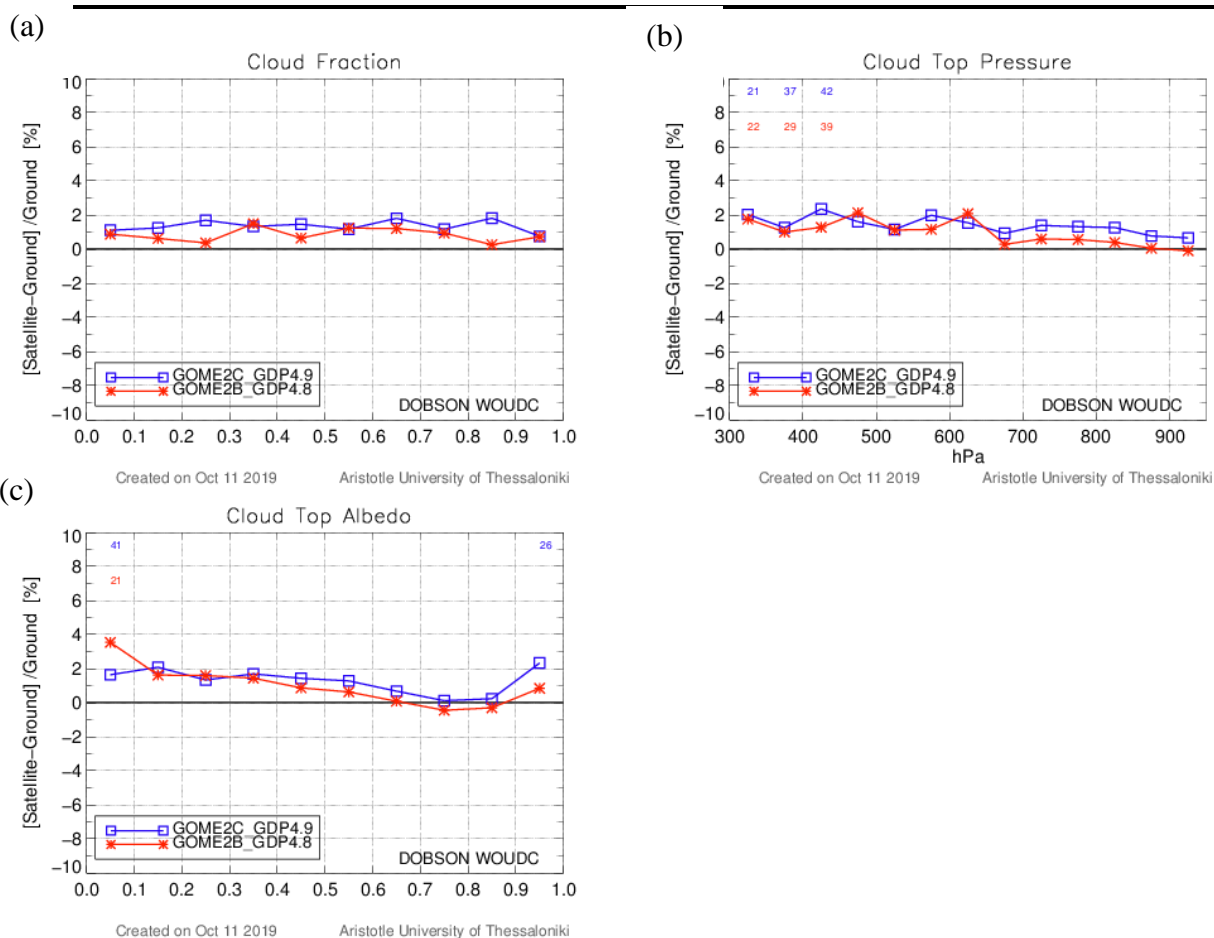 (a)
Cloud Fraction
10
8
6
4
2
0
−2
−4
−6
−8
−10
[Satellite−Ground] /Ground [%]
GOME2C_GDP4.9
GOME2B_GDP4.8
DOBSON WOUDC
0.0 0.1 0.2 0.3 0.4 0.5 0.6 0.7 0.8 0.9 1.0
Created on Oct 11 2019 Aristotle University of Thessaloniki
(b)
Cloud Top Pressure
10
8
6
4
2
0
−2
−4
−6
−8
−10
[Satellite−Ground] /Ground [%]
21 37 42
22 29 39
GOME2C_GDP4.9
GOME2B_GDP4.8
DOBSON WOUDC
300 400 500 600 700 800 900
hPa
Created on Oct 11 2019 Aristotle University of Thessaloniki
(c)
Cloud Top Albedo
10
8
6
4
2
0
−2
−4
−6
−8
−10
[Satellite−Ground] /Ground [%]
41 26
21
GOME2C_GDP4.9
GOME2B_GDP4.8
DOBSON WOUDC
0.0 0.1 0.2 0.3 0.4 0.5 0.6 0.7 0.8 0.9 1.0
Created on Oct 11 2019 Aristotle University of Thessaloniki